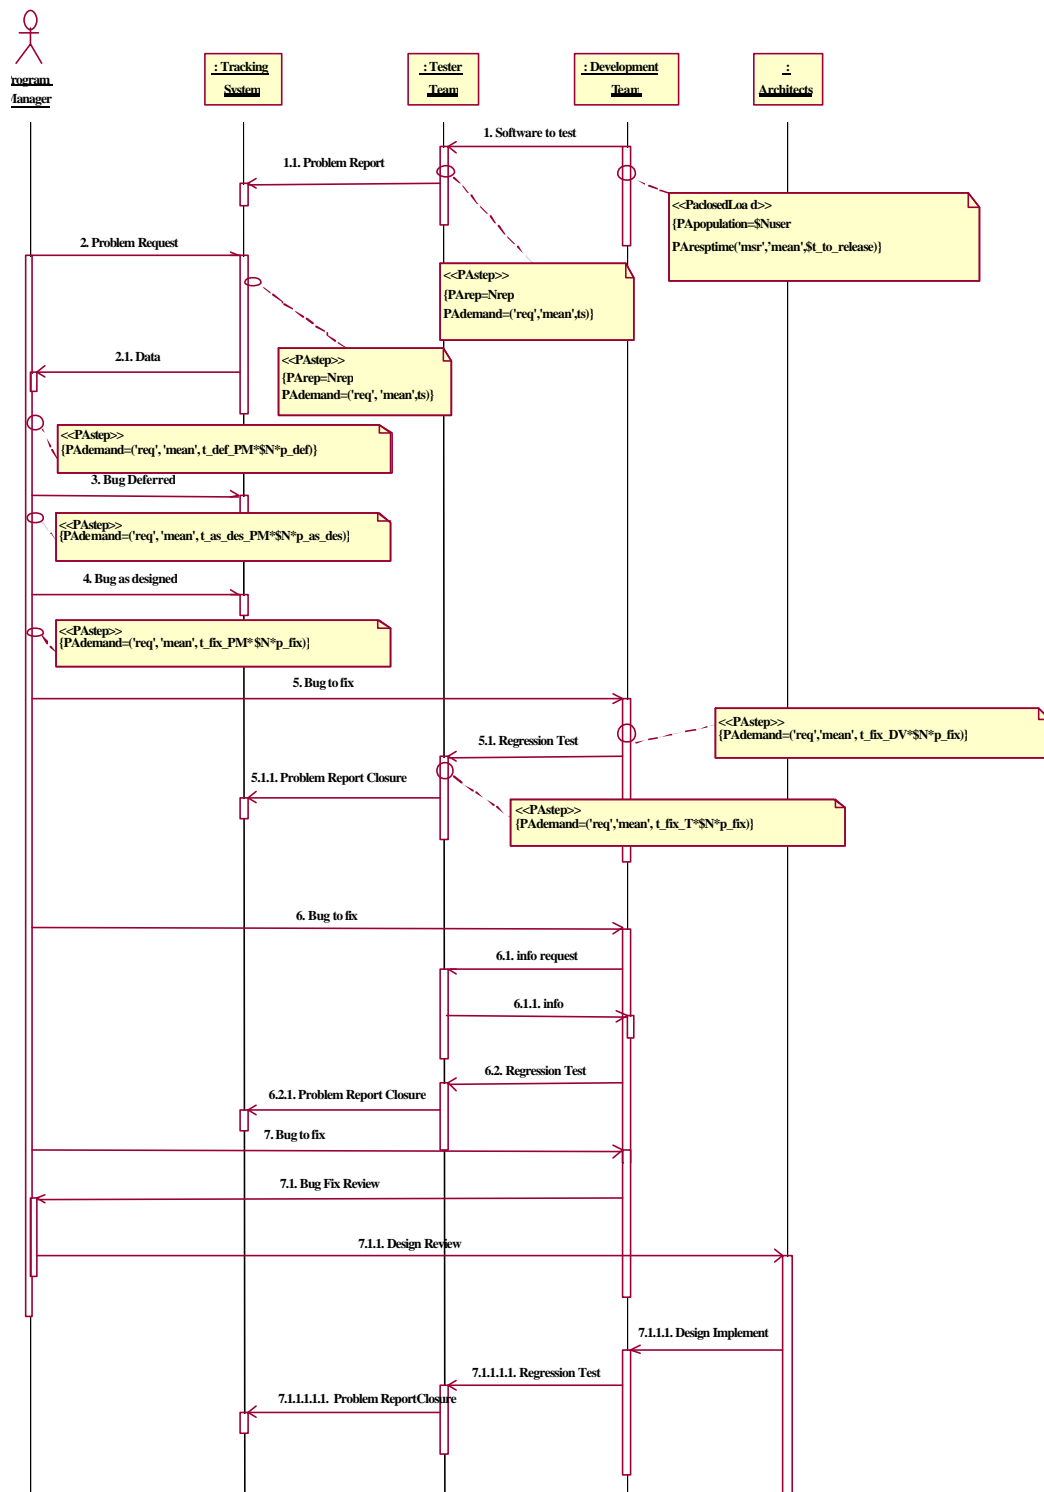 : Tracking
System
: Tester
Team
: Development
Team
:
Architects
rogram
Manager
1. Software to test
1.1. Problem Report
<<PAclosedLoa d>>
{PApopulation=$Nuser
PAresptime('msr','mean',$t_to_release)}
2. Problem Request
<<PAstep>>
{PArep=Nrep
PAdemand=('req','mean',ts)}
2.1. Data
<<PAstep>>
{PArep=Nrep
PAdemand=('req', 'mean',ts)}
<<PAstep>>
{PAdemand=('req', 'mean', t_def_PM*$N*p_def)}
3. Bug Deferred
<<PAstep>>
{PAdemand=('req', 'mean', t_as_des_PM*$N*p_as_des)}
4. Bug as designed
<<PAstep>>
{PAdemand=('req', 'mean', t_fix_PM* $N*p_fix)}
5. Bug to fix
<<PAstep>>
{PAdemand=('req','mean', t_fix_DV*$N*p_fix)}
5.1. Regression Test
5.1.1. Problem Report Closure
<<PAstep>>
{PAdemand=('req','mean', t_fix_T*$N*p_fix)}
6. Bug to fix
6.1. info request
6.1.1. info
6.2. Regression Test
6.2.1. Problem Report Closure
7. Bug to fix
7.1. Bug Fix Review
7.1.1. Design Review
7.1.1.1. Design Implement
7.1.1.1.1. Regression Test
7.1.1.1.1.1. Problem ReportClosure